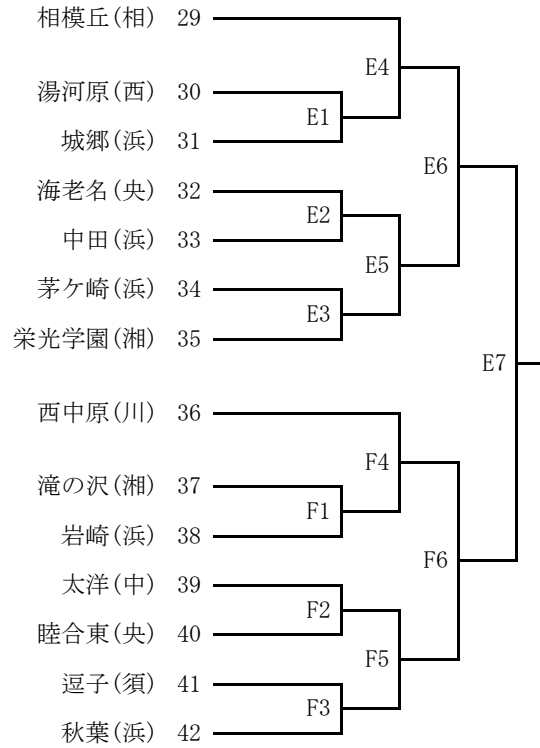 相模丘(相) 29
E4
湯河原(西) 30
E1
城郷(浜) 31
E6
海老名(央) 32
E2
中田(浜) 33
E5
茅ケ崎(浜) 34
E3
栄光学園(湘) 35
E7
西中原(川) 36
F4
滝の沢(湘) 37
F1
岩崎(浜) 38
F6
太洋(中) 39
F2
睦合東(央) 40
F5
逗子(須) 41
F3
秋葉(浜) 42